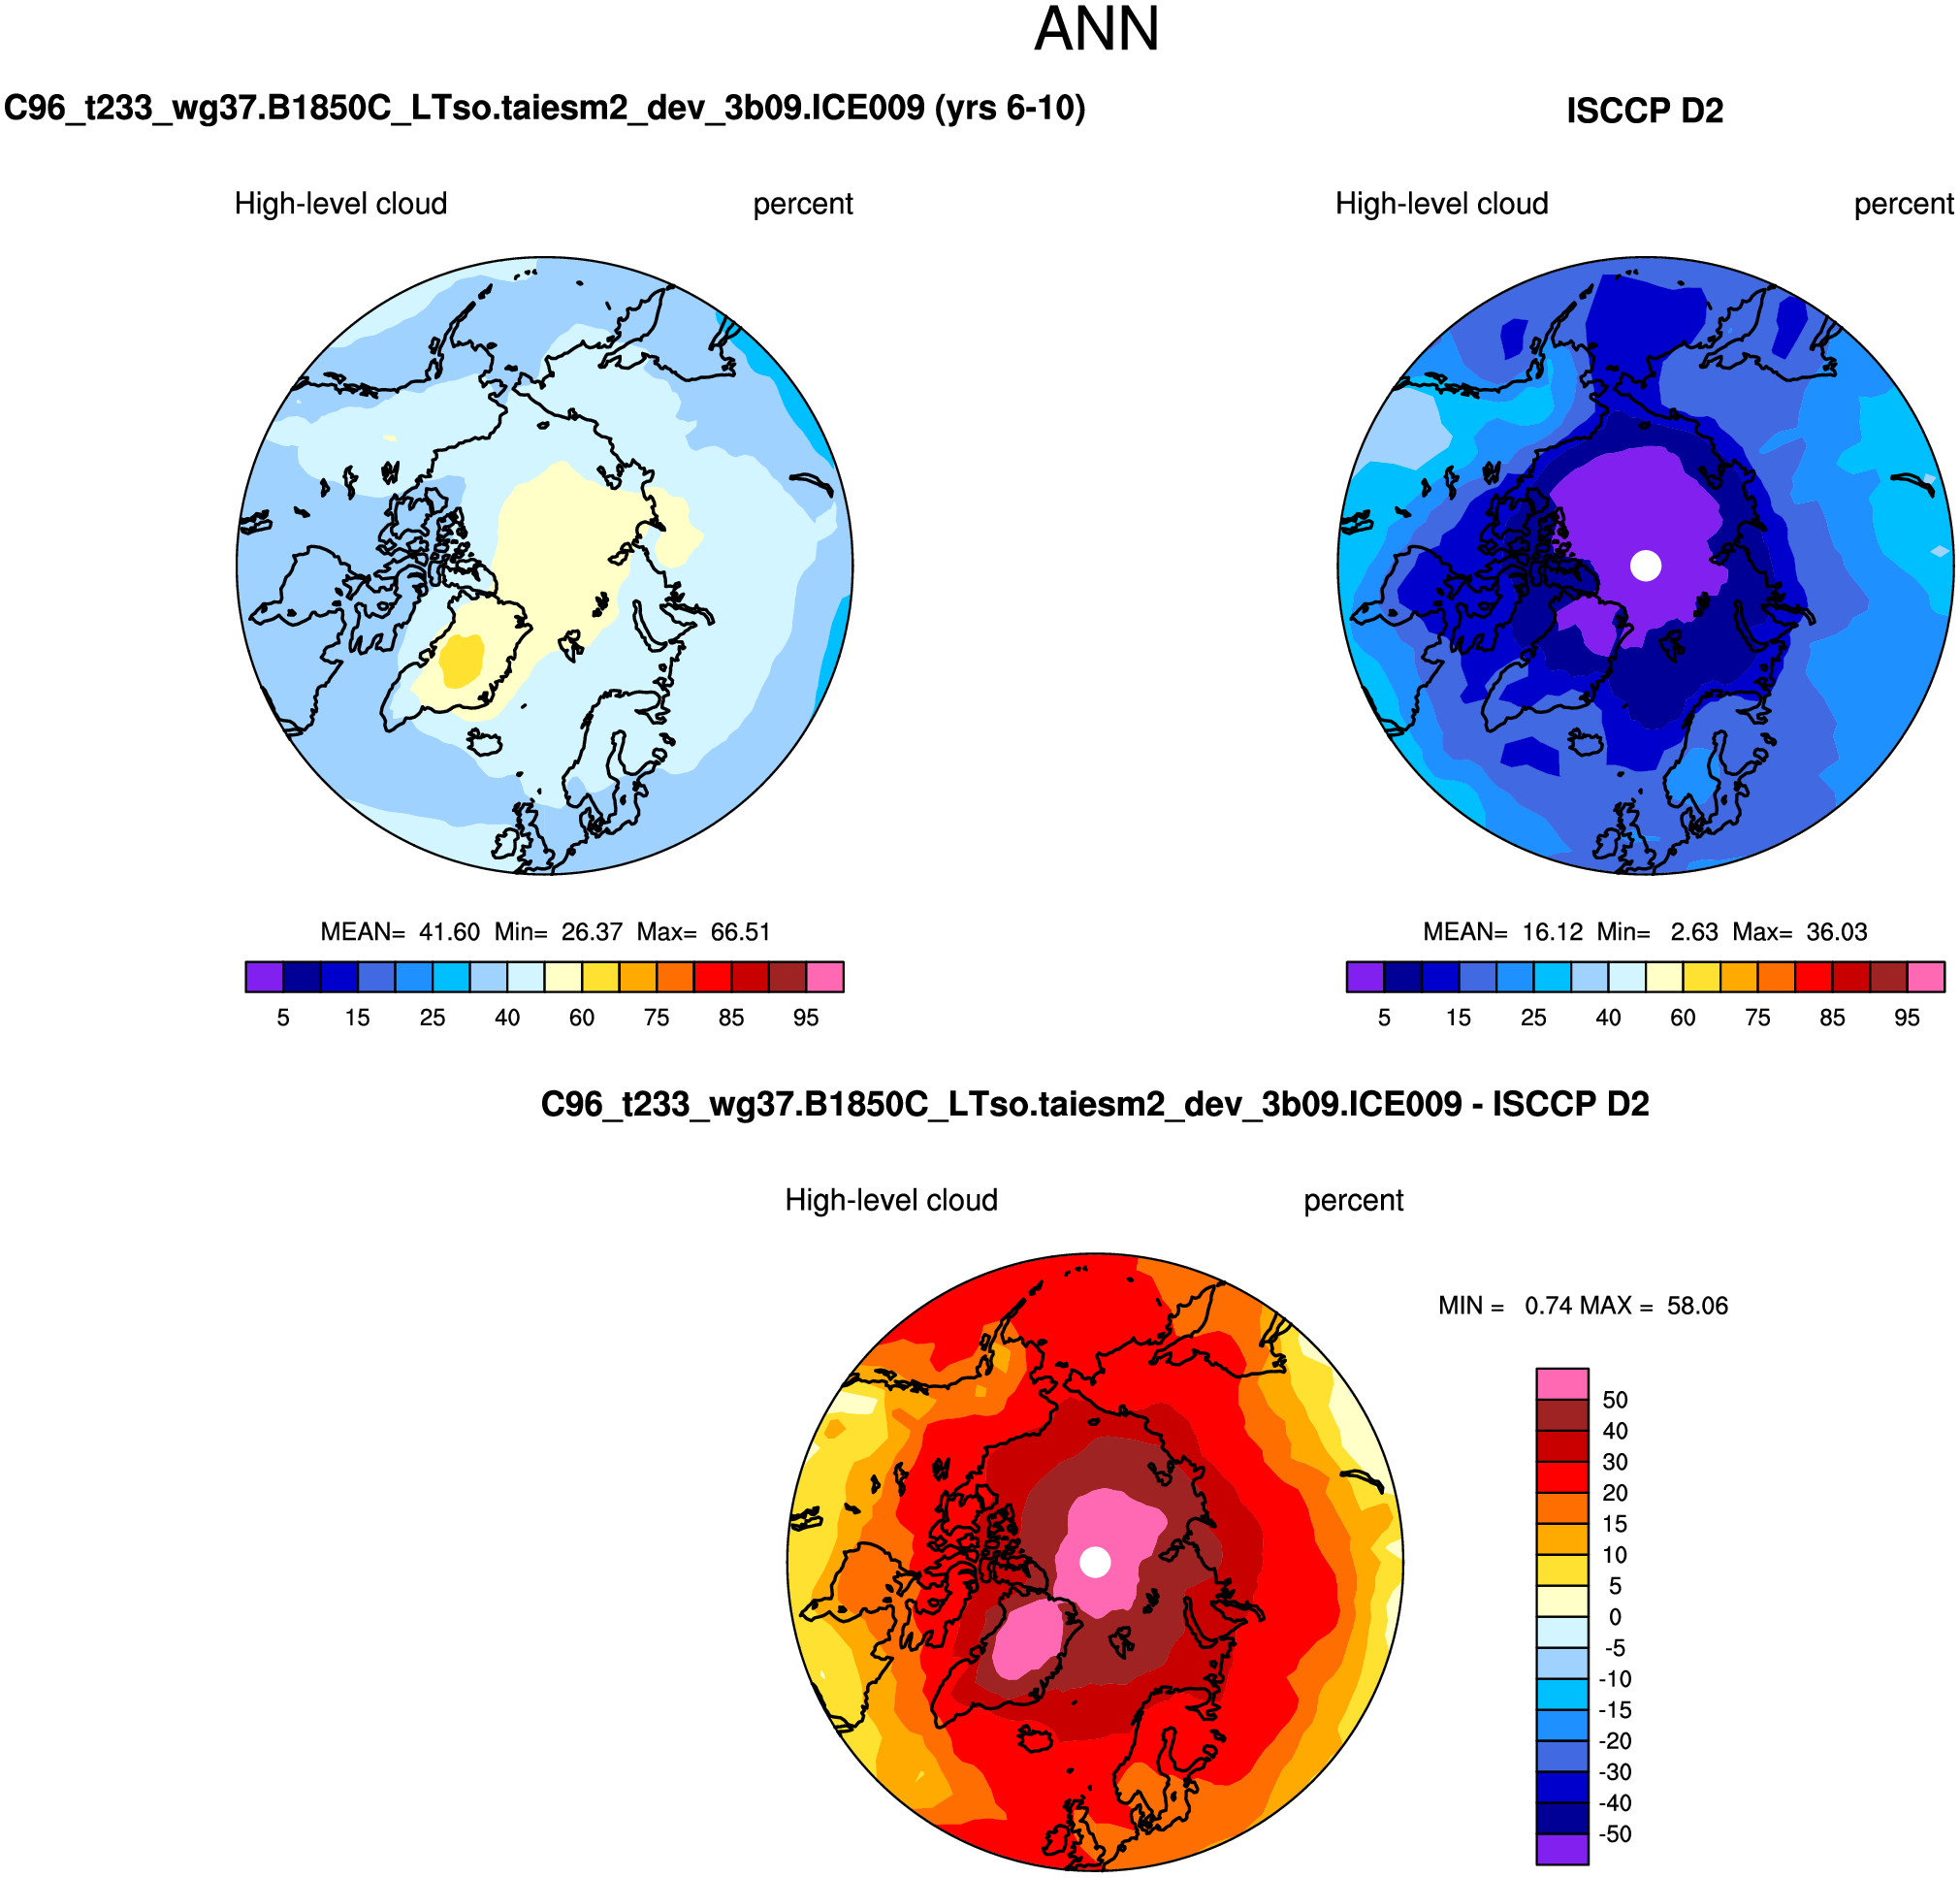 ANN
C96_t233_wg37.B1850C_LTso.taiesm2_dev_3b09.ICE009 (yrs 6-10)
ISCCP D2
High-level cloud percent
High-level cloud percent
MEAN= 41.60 Min= 26.37 Max= 66.51
MEAN= 16.12 Min= 2.63 Max= 36.03
5 15 25 40 60 75 85 95
5 15 25 40 60 75 85 95
C96_t233_wg37.B1850C_LTso.taiesm2_dev_3b09.ICE009 - ISCCP D2
High-level cloud percent
MIN = 0.74 MAX = 58.06
50
40
30
20
15
10
5
0
-5
-10
-15
-20
-30
-40
-50